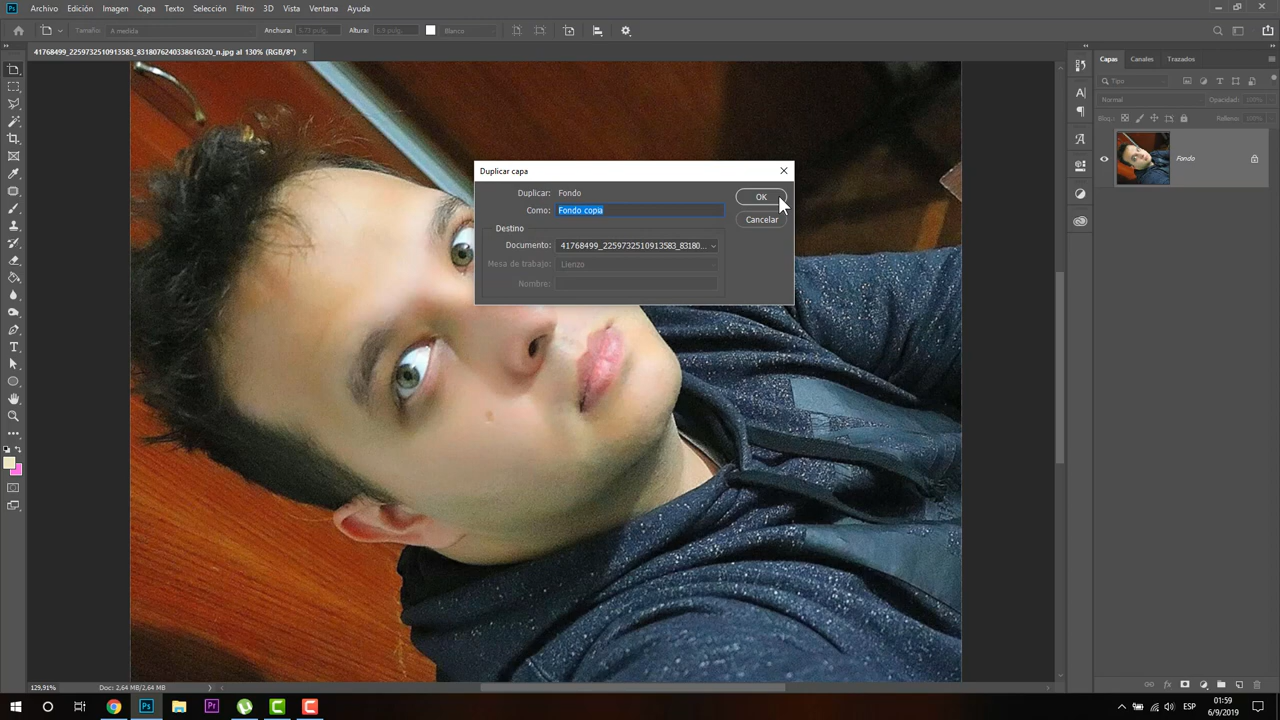 Ps Archivo Edición Imagen Capa Texto Selección Filtro 3D Vista Ventana Ayuda
Tamaño: A medida Anchura: Altura: Blanco
41768499_2259732510913583_8318076240338616320_n.jpg al 130% (RGB/8*) ×
Capas Canales Trazados
Tipo
Normal Opacidad: 100%
Bloq.: Relleno: 100%
Fondo
Duplicar capa
Duplicar: Fondo
Como: Fondo copia
OK
Cancelar
Destino
Documento: 41768499_2259732510913583_83180...
Mesa de trabajo: Lienzo
Nombre:
129,91% Doc: 2,64 MB/2,64 MB
Ps Pr C C
ESP
01:59
6/9/2019